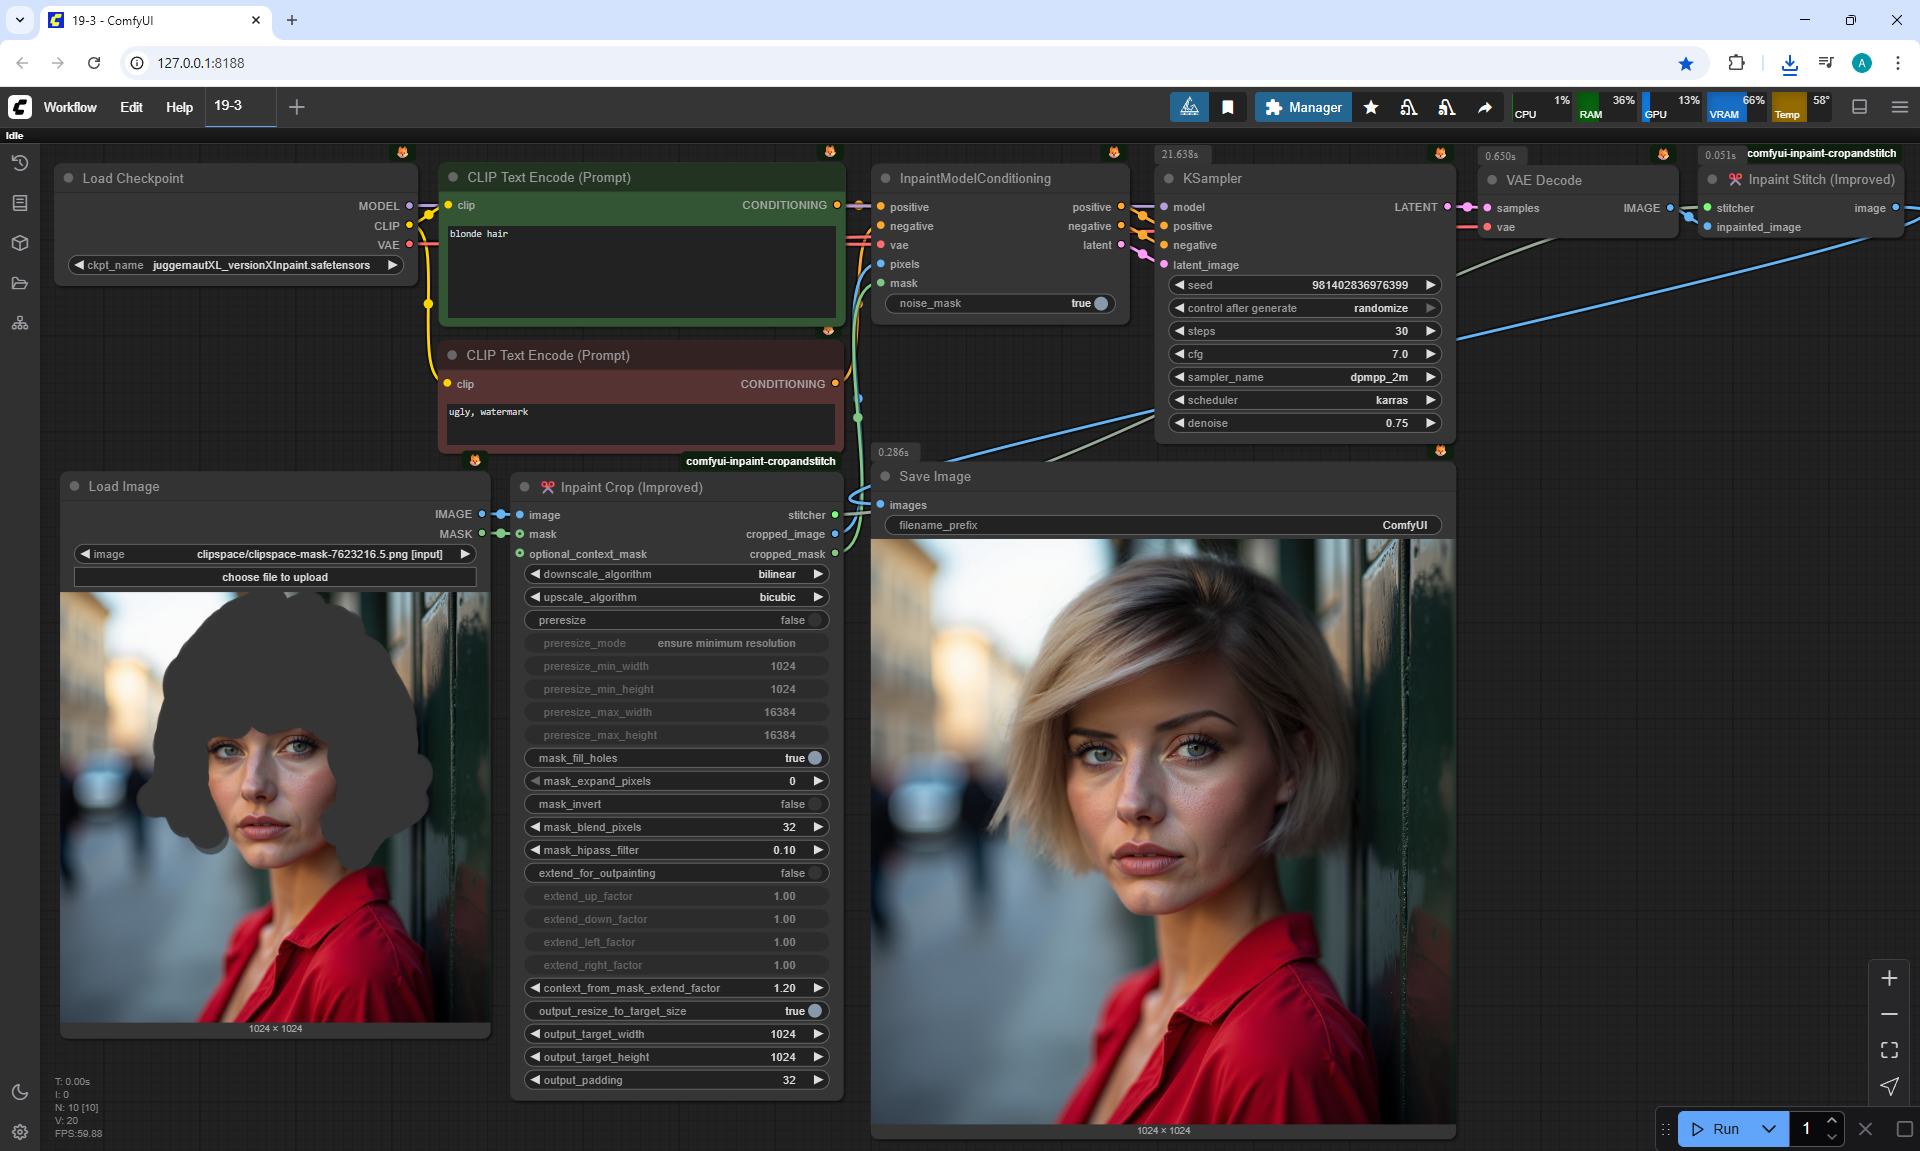 19-3 - ComfyUI
127.0.0.1:8188
A
Workflow Edit Help 19-3
Manager
CPU 1% RAM 36% GPU 13% VRAM 66% Temp 58°
Idle
Load Checkpoint
MODEL
CLIP
VAE
ckpt_name juggernautXL_versionXInpaint.safetensors
CLIP Text Encode (Prompt)
clip CONDITIONING
blonde hair
CLIP Text Encode (Prompt)
clip CONDITIONING
ugly, watermark
InpaintModelConditioning
positive positive
negative negative
vae latent
pixels
mask
noise_mask true
21.638s
KSampler
model LATENT
positive
negative
latent_image
seed 981402836976399
control after generate randomize
steps 30
cfg 7.0
sampler_name dpmpp_2m
scheduler karras
denoise 0.75
0.650s
VAE Decode
samples IMAGE
vae
0.051s comfyui-inpaint-cropandstitch
Inpaint Stitch (Improved)
stitcher image
inpainted_image
Load Image
IMAGE
MASK
image clipspace/clipspace-mask-7623216.5.png [input]
choose file to upload
1024 × 1024
comfyui-inpaint-cropandstitch
Inpaint Crop (Improved)
image stitcher
mask cropped_image
optional_context_mask cropped_mask
downscale_algorithm bilinear
upscale_algorithm bicubic
preresize false
preresize_mode ensure minimum resolution
preresize_min_width 1024
preresize_min_height 1024
preresize_max_width 16384
preresize_max_height 16384
mask_fill_holes true
mask_expand_pixels 0
mask_invert false
mask_blend_pixels 32
mask_hipass_filter 0.10
extend_for_outpainting false
extend_up_factor 1.00
extend_down_factor 1.00
extend_left_factor 1.00
extend_right_factor 1.00
context_from_mask_extend_factor 1.20
output_resize_to_target_size true
output_target_width 1024
output_target_height 1024
output_padding 32
0.286s
Save Image
images
filename_prefix ComfyUI
1024 × 1024
T: 0.00s
I: 0
N: 10 [10]
V: 20
FPS:59.88
Run 1